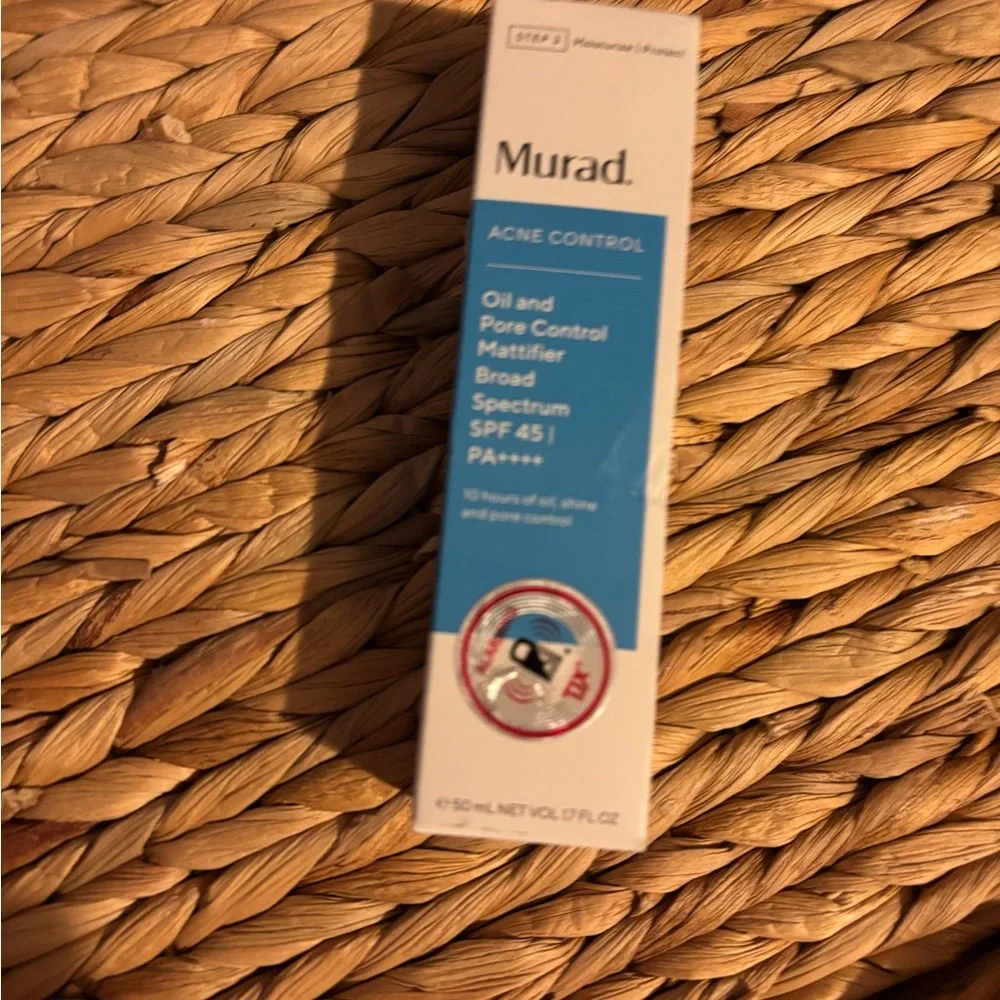 STEP 3 Moisturize | Protect
Murad.
ACNE CONTROL
Oil and
Pore Control
Mattifier
Broad
Spectrum
SPF 45 |
PA++++
10 hours of oil, shine
and pore control
℮ 50 mL NET VOL 1.7 FL OZ